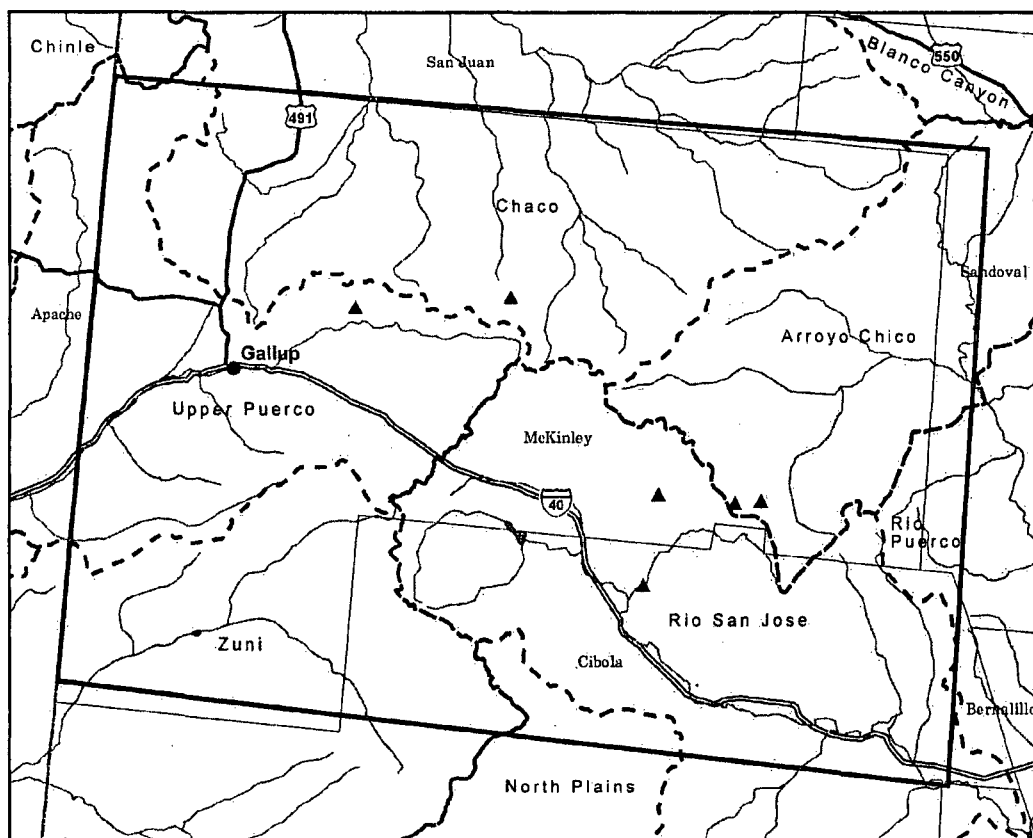 Chinle
San Juan
Blanco Canyon
550
491
Chaco
Sandoval
Apache
Arroyo Chico
Gallup
Upper Puerco
McKinley
40
Rio
Puerco
Rio San Jose
Zuni
Cibola
Bernalillo
North Plains